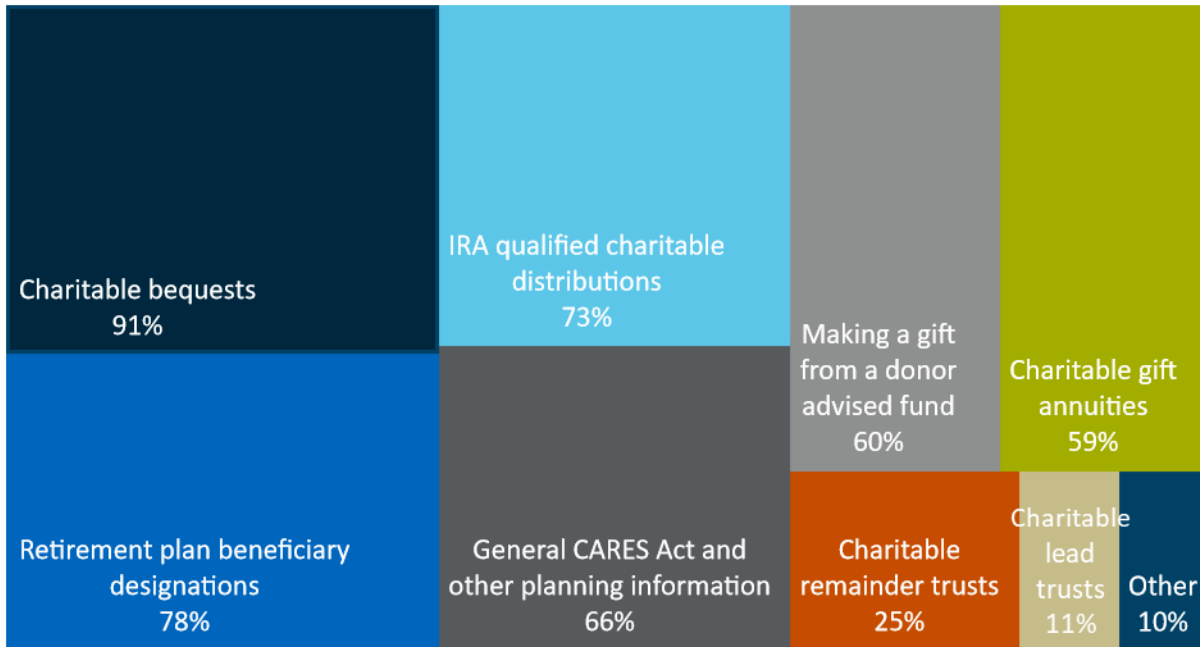 Charitable bequests
91%
IRA qualified charitable
distributions
73%
Making a gift
from a donor
advised fund
60%
Charitable gift
annuities
59%
Retirement plan beneficiary
designations
78%
General CARES Act and
other planning information
66%
Charitable
remainder trusts
25%
Charitable
lead
trusts
11%
Other
10%